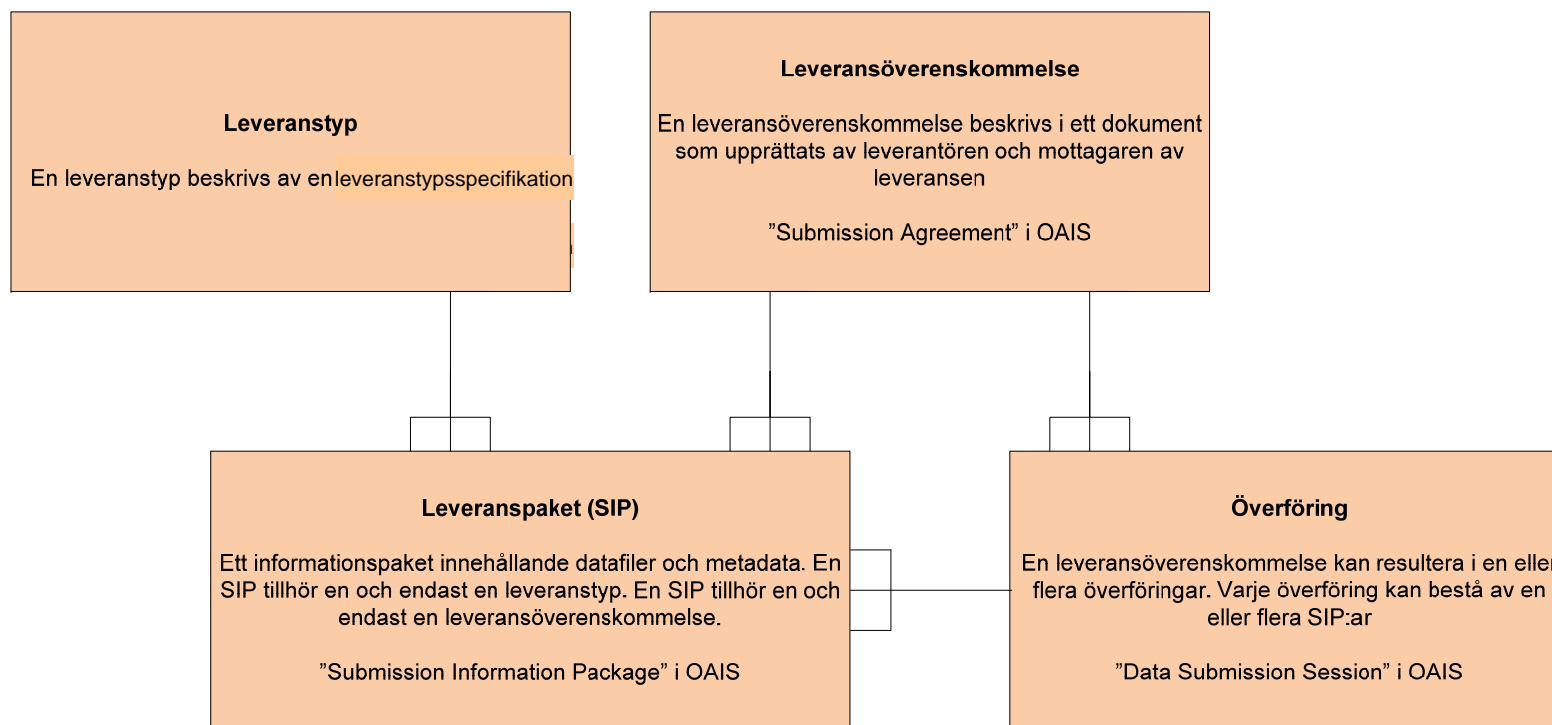 Leveranstyp
En leveranstyp beskrivs av en leveranstypsspecifikation
Leveransöverenskommelse
En leveransöverenskommelse beskrivs i ett dokument
som upprättats av leverantören och mottagaren av
leveransen
”Submission Agreement” i OAIS
Leveranspaket (SIP)
Ett informationspaket innehållande datafiler och metadata. En
SIP tillhör en och endast en leveranstyp. En SIP tillhör en och
endast en leveransöverenskommelse.
”Submission Information Package” i OAIS
Överföring
En leveransöverenskommelse kan resultera i en eller
flera överföringar. Varje överföring kan bestå av en
eller flera SIP:ar
”Data Submission Session” i OAIS